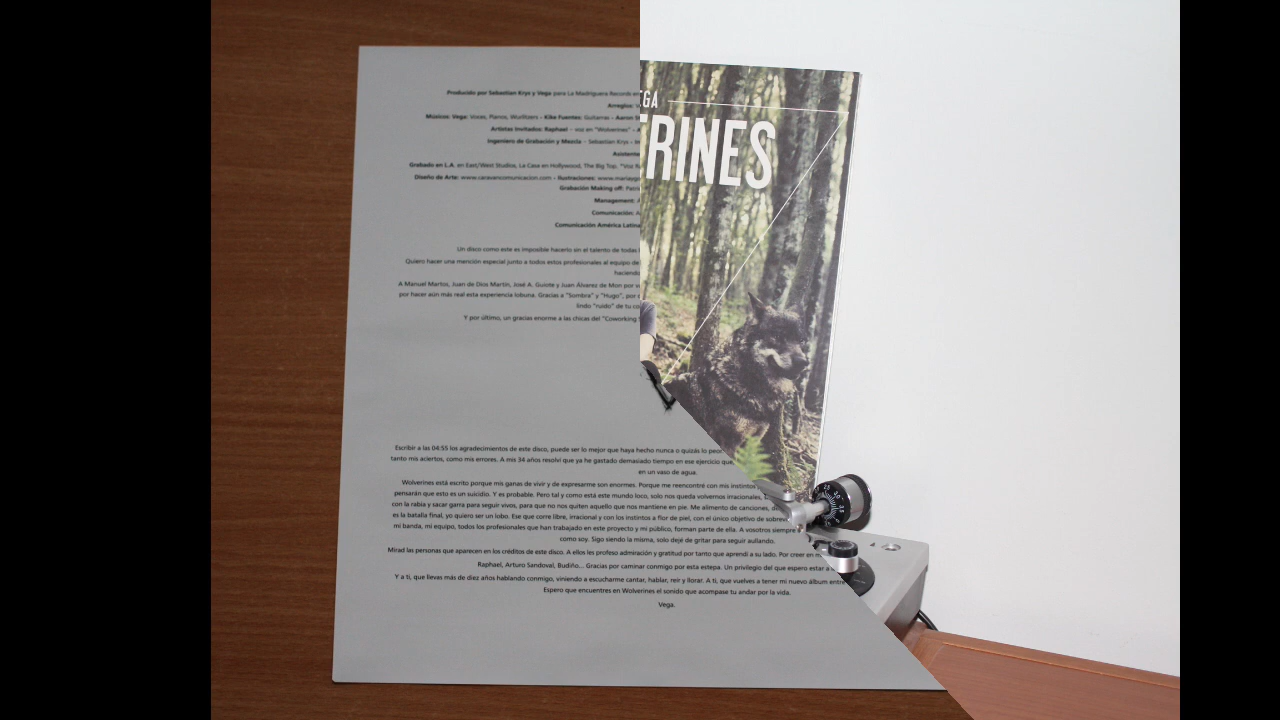 Producido por Sebastian Krys y Vega para La Madriguera Records
Arreglos:
Músicos: Vega: Voces, Pianos, Wurlitzers - Kike Fuentes: Guitarras - Aaron
Artistas Invitados: Raphael - voz en "Wolverines" -
Ingeniero de Grabación y Mezcla - Sebastian Krys -
Asistente
Grabado en L.A. en East/West Studios, La Casa en Hollywood, The Big Top. "Voz
Diseño de Arte: www.caravancomunicacion.com - Ilustraciones:
Grabación Making off:
Management:
Comunicación:
Comunicación América Latina
Un disco como este es imposible hacerlo sin el talento de todas
Quiero hacer una mención especial junto a todos estos profesionales al equipo de
haciendo
A Manuel Martos, Juan de Dios Martín, José A. Guiote y Juan Álvarez de Mon por
por hacer aún más real esta experiencia lobuna. Gracias a "Sombra" y "Hugo", por
lindo "ruido" de tu
Y por último, un gracias enorme a las chicas del "Coworking
EGA
RINES
Escribir a las 04:55 los agradecimientos de este disco, puede ser lo mejor que haya hecho nunca o quizás lo
tanto mis aciertos, como mis errores. A mis 34 años resolví que ya he gastado demasiado tiempo en ese ejercicio que
en un vaso de agua.
Wolverines está escrito porque mis ganas de vivir y de expresarme son enormes. Porque me reencontré con mis instintos
pensarán que esto es un suicidio. Y es probable. Pero tal y como está este mundo loco, solo nos queda volvernos irracionales,
con la rabia y sacar garra para seguir vivos, para que no nos quiten aquello que nos mantiene en pie. Me alimento de canciones,
es la batalla final, yo quiero ser un lobo. Ese que corre libre, irracional y con los instintos a flor de piel, con el único objetivo de
mi banda, mi equipo, todos los profesionales que han trabajado en este proyecto y mi público, forman parte de ella. A vosotros siempre
como soy. Sigo siendo la misma, solo dejé de gritar para seguir aullando.
Mirad las personas que aparecen en los créditos de este disco. A ellos les profeso admiración y gratitud por tanto que aprendí a su lado. Por creer en
Raphael, Arturo Sandoval, Budiño... Gracias por caminar conmigo por esta estepa. Un privilegio del que espero estar a
Y a ti, que llevas más de diez años hablando conmigo, viniendo a escucharme cantar, hablar, reír y llorar. A ti, que vuelves a tener mi nuevo álbum entre
Espero que encuentres en Wolverines el sonido que acompase tu andar por la vida.
Vega.